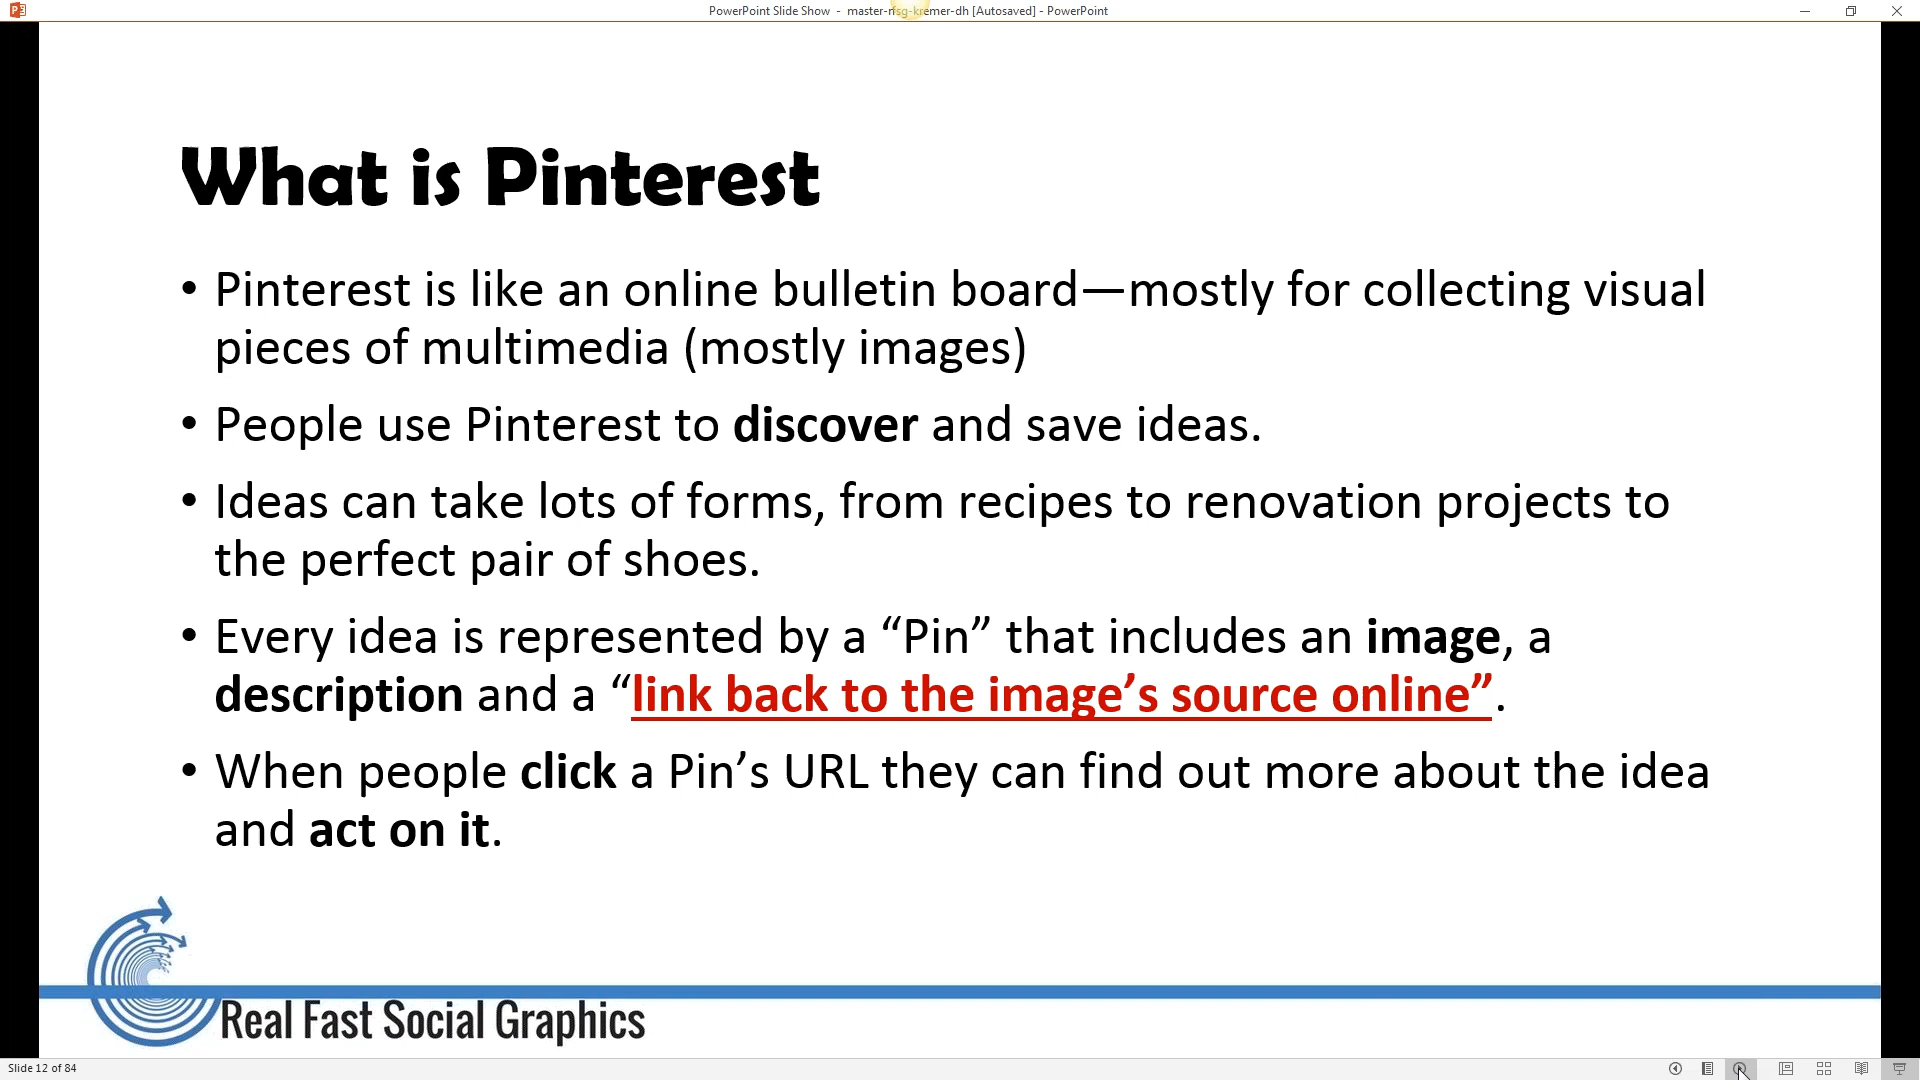 PowerPoint Slide Show - master-rfsg-kremer-dh [Autosaved] - PowerPoint
What is Pinterest
• Pinterest is like an online bulletin board—mostly for collecting visual
pieces of multimedia (mostly images)
• People use Pinterest to discover and save ideas.
• Ideas can take lots of forms, from recipes to renovation projects to
the perfect pair of shoes.
• Every idea is represented by a “Pin” that includes an image, a
description and a “link back to the image’s source online”.
• When people click a Pin’s URL they can find out more about the idea
and act on it.
Real Fast Social Graphics
Slide 12 of 84